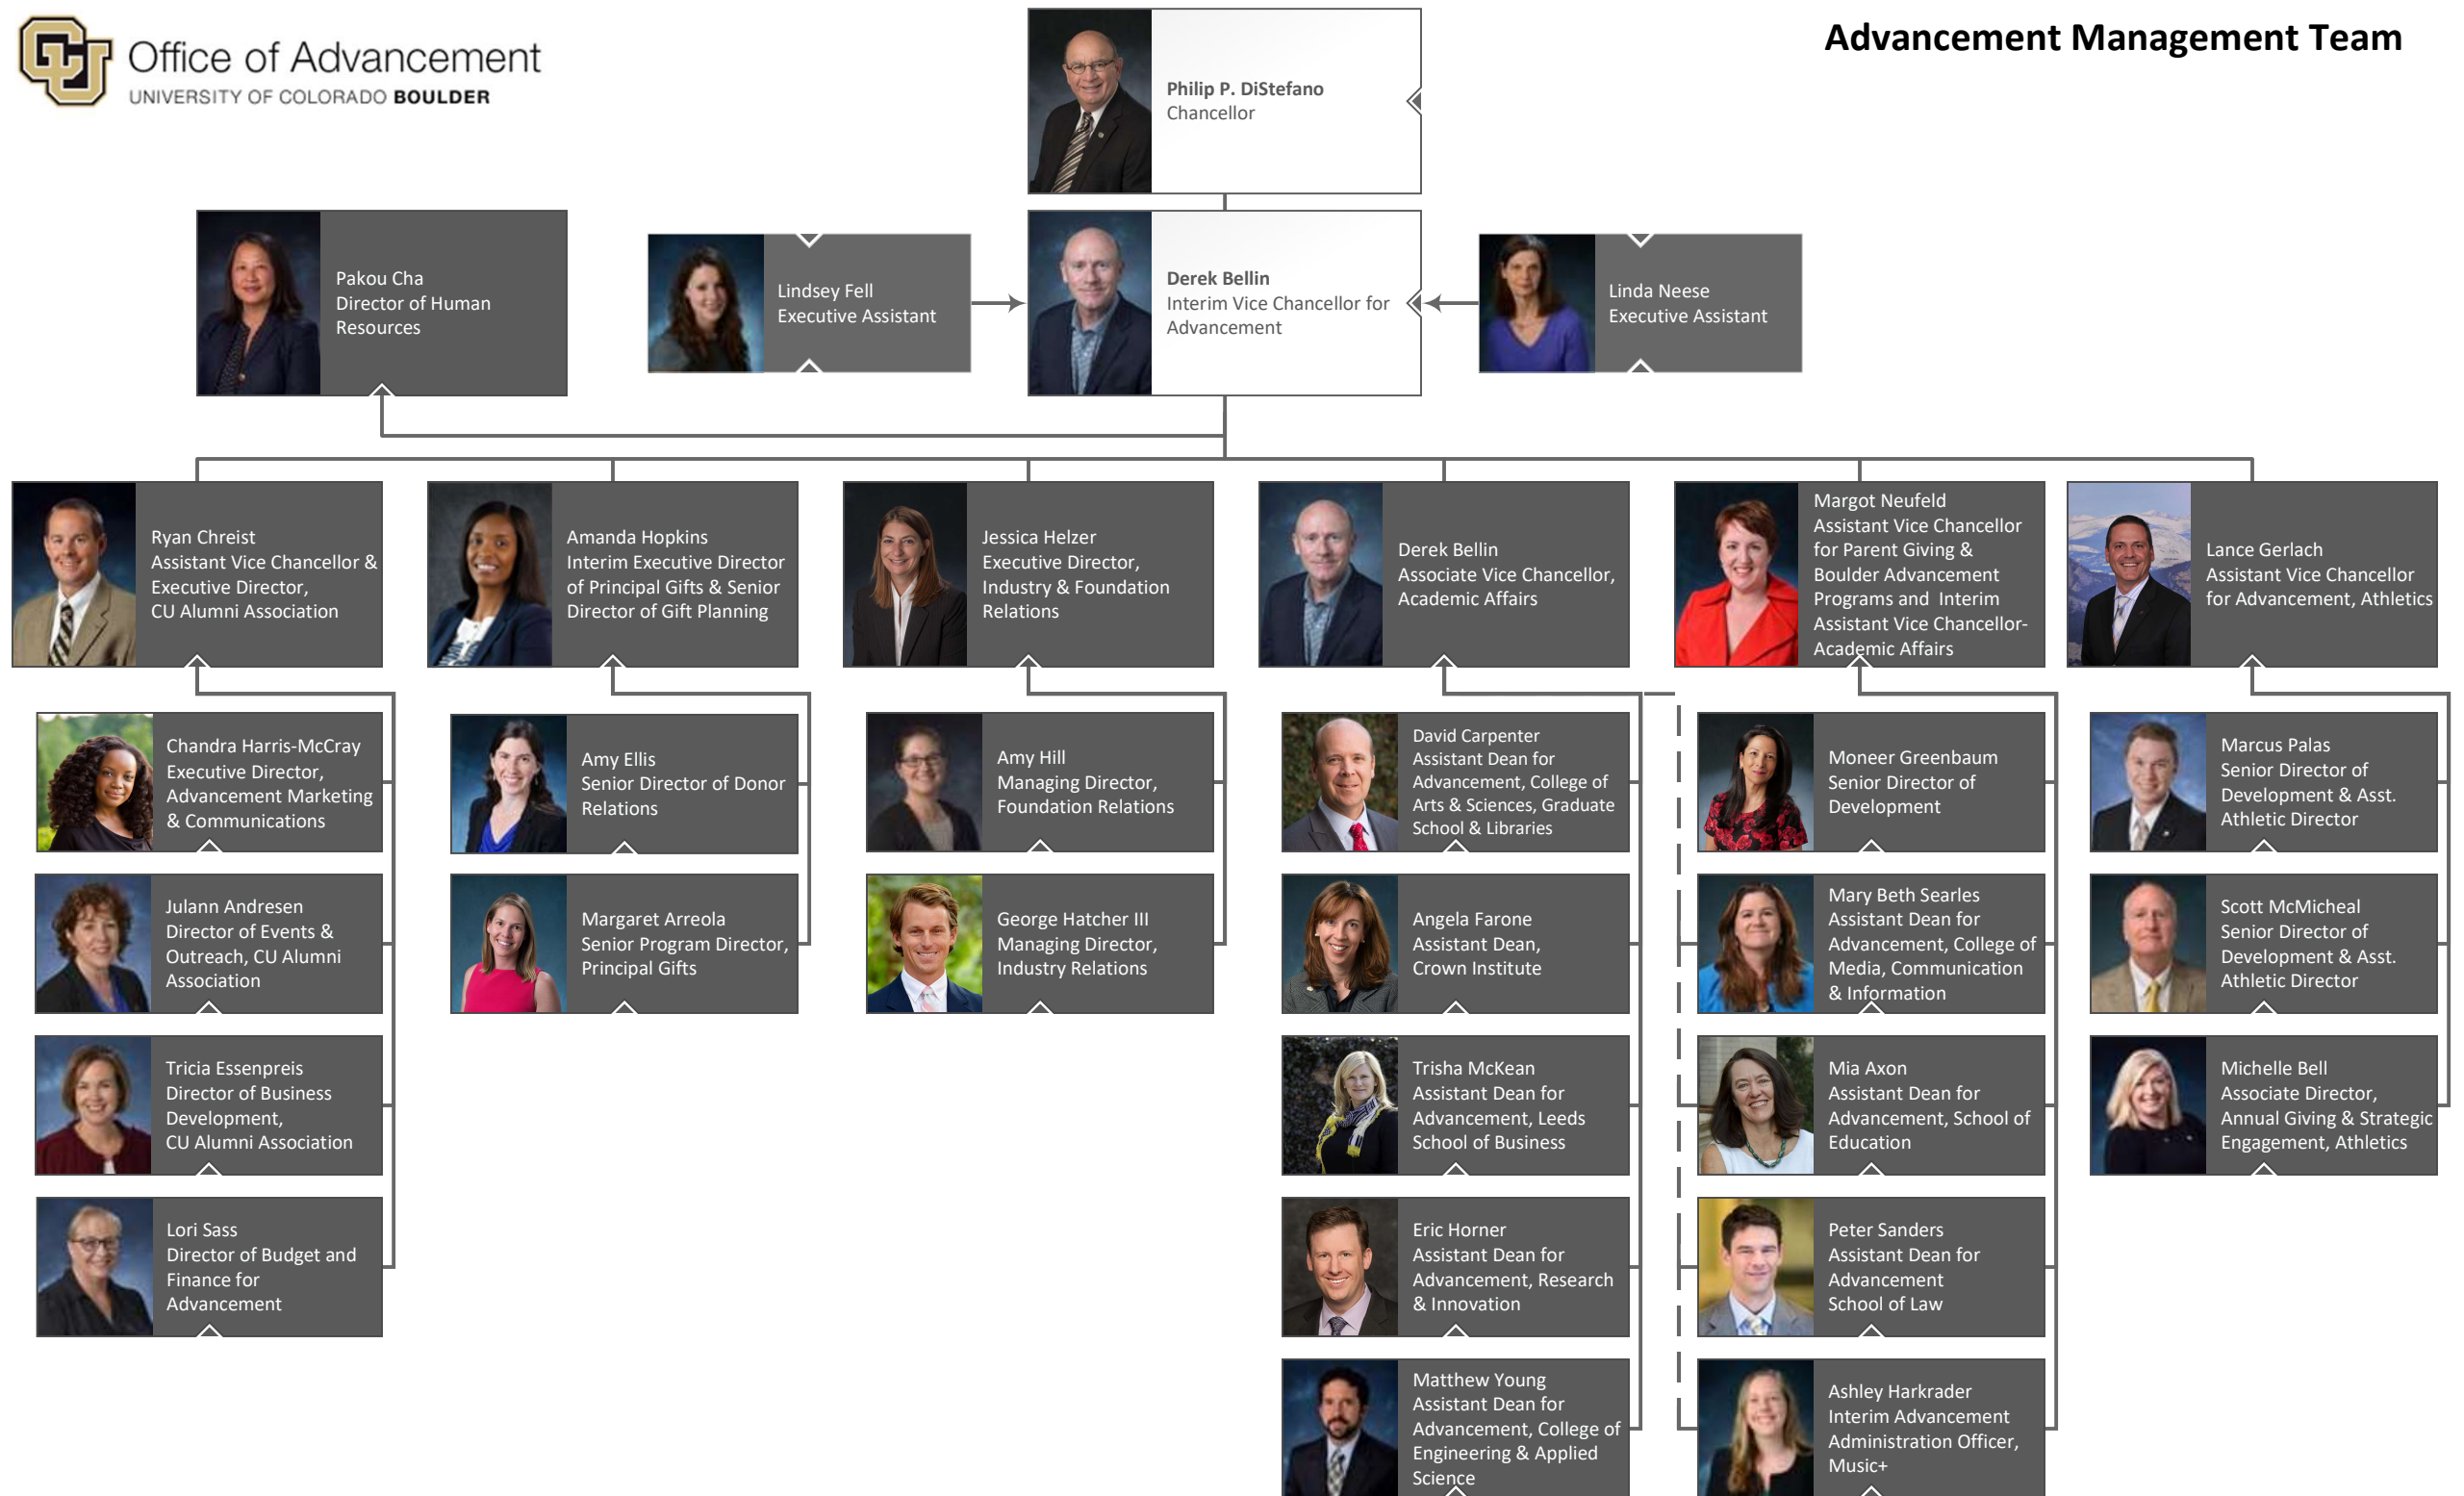 CU
Office of Advancement
UNIVERSITY OF COLORADO BOULDER
Advancement Management Team
Philip P. DiStefano
Chancellor
Pakou Cha
Director of Human
Resources
Lindsey Fell
Executive Assistant
Derek Bellin
Interim Vice Chancellor for
Advancement
Linda Neese
Executive Assistant
Ryan Chreist
Assistant Vice Chancellor &
Executive Director,
CU Alumni Association
Amanda Hopkins
Interim Executive Director
of Principal Gifts & Senior
Director of Gift Planning
Jessica Helzer
Executive Director,
Industry & Foundation
Relations
Derek Bellin
Associate Vice Chancellor,
Academic Affairs
Margot Neufeld
Assistant Vice Chancellor
for Parent Giving &
Boulder Advancement
Programs and Interim
Assistant Vice Chancellor-
Academic Affairs
Lance Gerlach
Assistant Vice Chancellor
for Advancement, Athletics
Chandra Harris-McCray
Executive Director,
Advancement Marketing
& Communications
Amy Ellis
Senior Director of Donor
Relations
Amy Hill
Managing Director,
Foundation Relations
David Carpenter
Assistant Dean for
Advancement, College of
Arts & Sciences, Graduate
School & Libraries
Moneer Greenbaum
Senior Director of
Development
Marcus Palas
Senior Director of
Development & Asst.
Athletic Director
Julann Andresen
Director of Events &
Outreach, CU Alumni
Association
Margaret Arreola
Senior Program Director,
Principal Gifts
George Hatcher III
Managing Director,
Industry Relations
Angela Farone
Assistant Dean,
Crown Institute
Mary Beth Searles
Assistant Dean for
Advancement, College of
Media, Communication
& Information
Scott McMicheal
Senior Director of
Development & Asst.
Athletic Director
Tricia Essenpreis
Director of Business
Development,
CU Alumni Association
Trisha McKean
Assistant Dean for
Advancement, Leeds
School of Business
Mia Axon
Assistant Dean for
Advancement, School of
Education
Michelle Bell
Associate Director,
Annual Giving & Strategic
Engagement, Athletics
Lori Sass
Director of Budget and
Finance for
Advancement
Eric Horner
Assistant Dean for
Advancement, Research
& Innovation
Peter Sanders
Assistant Dean for
Advancement
School of Law
Matthew Young
Assistant Dean for
Advancement, College of
Engineering & Applied
Science
Ashley Harkrader
Interim Advancement
Administration Officer,
Music+